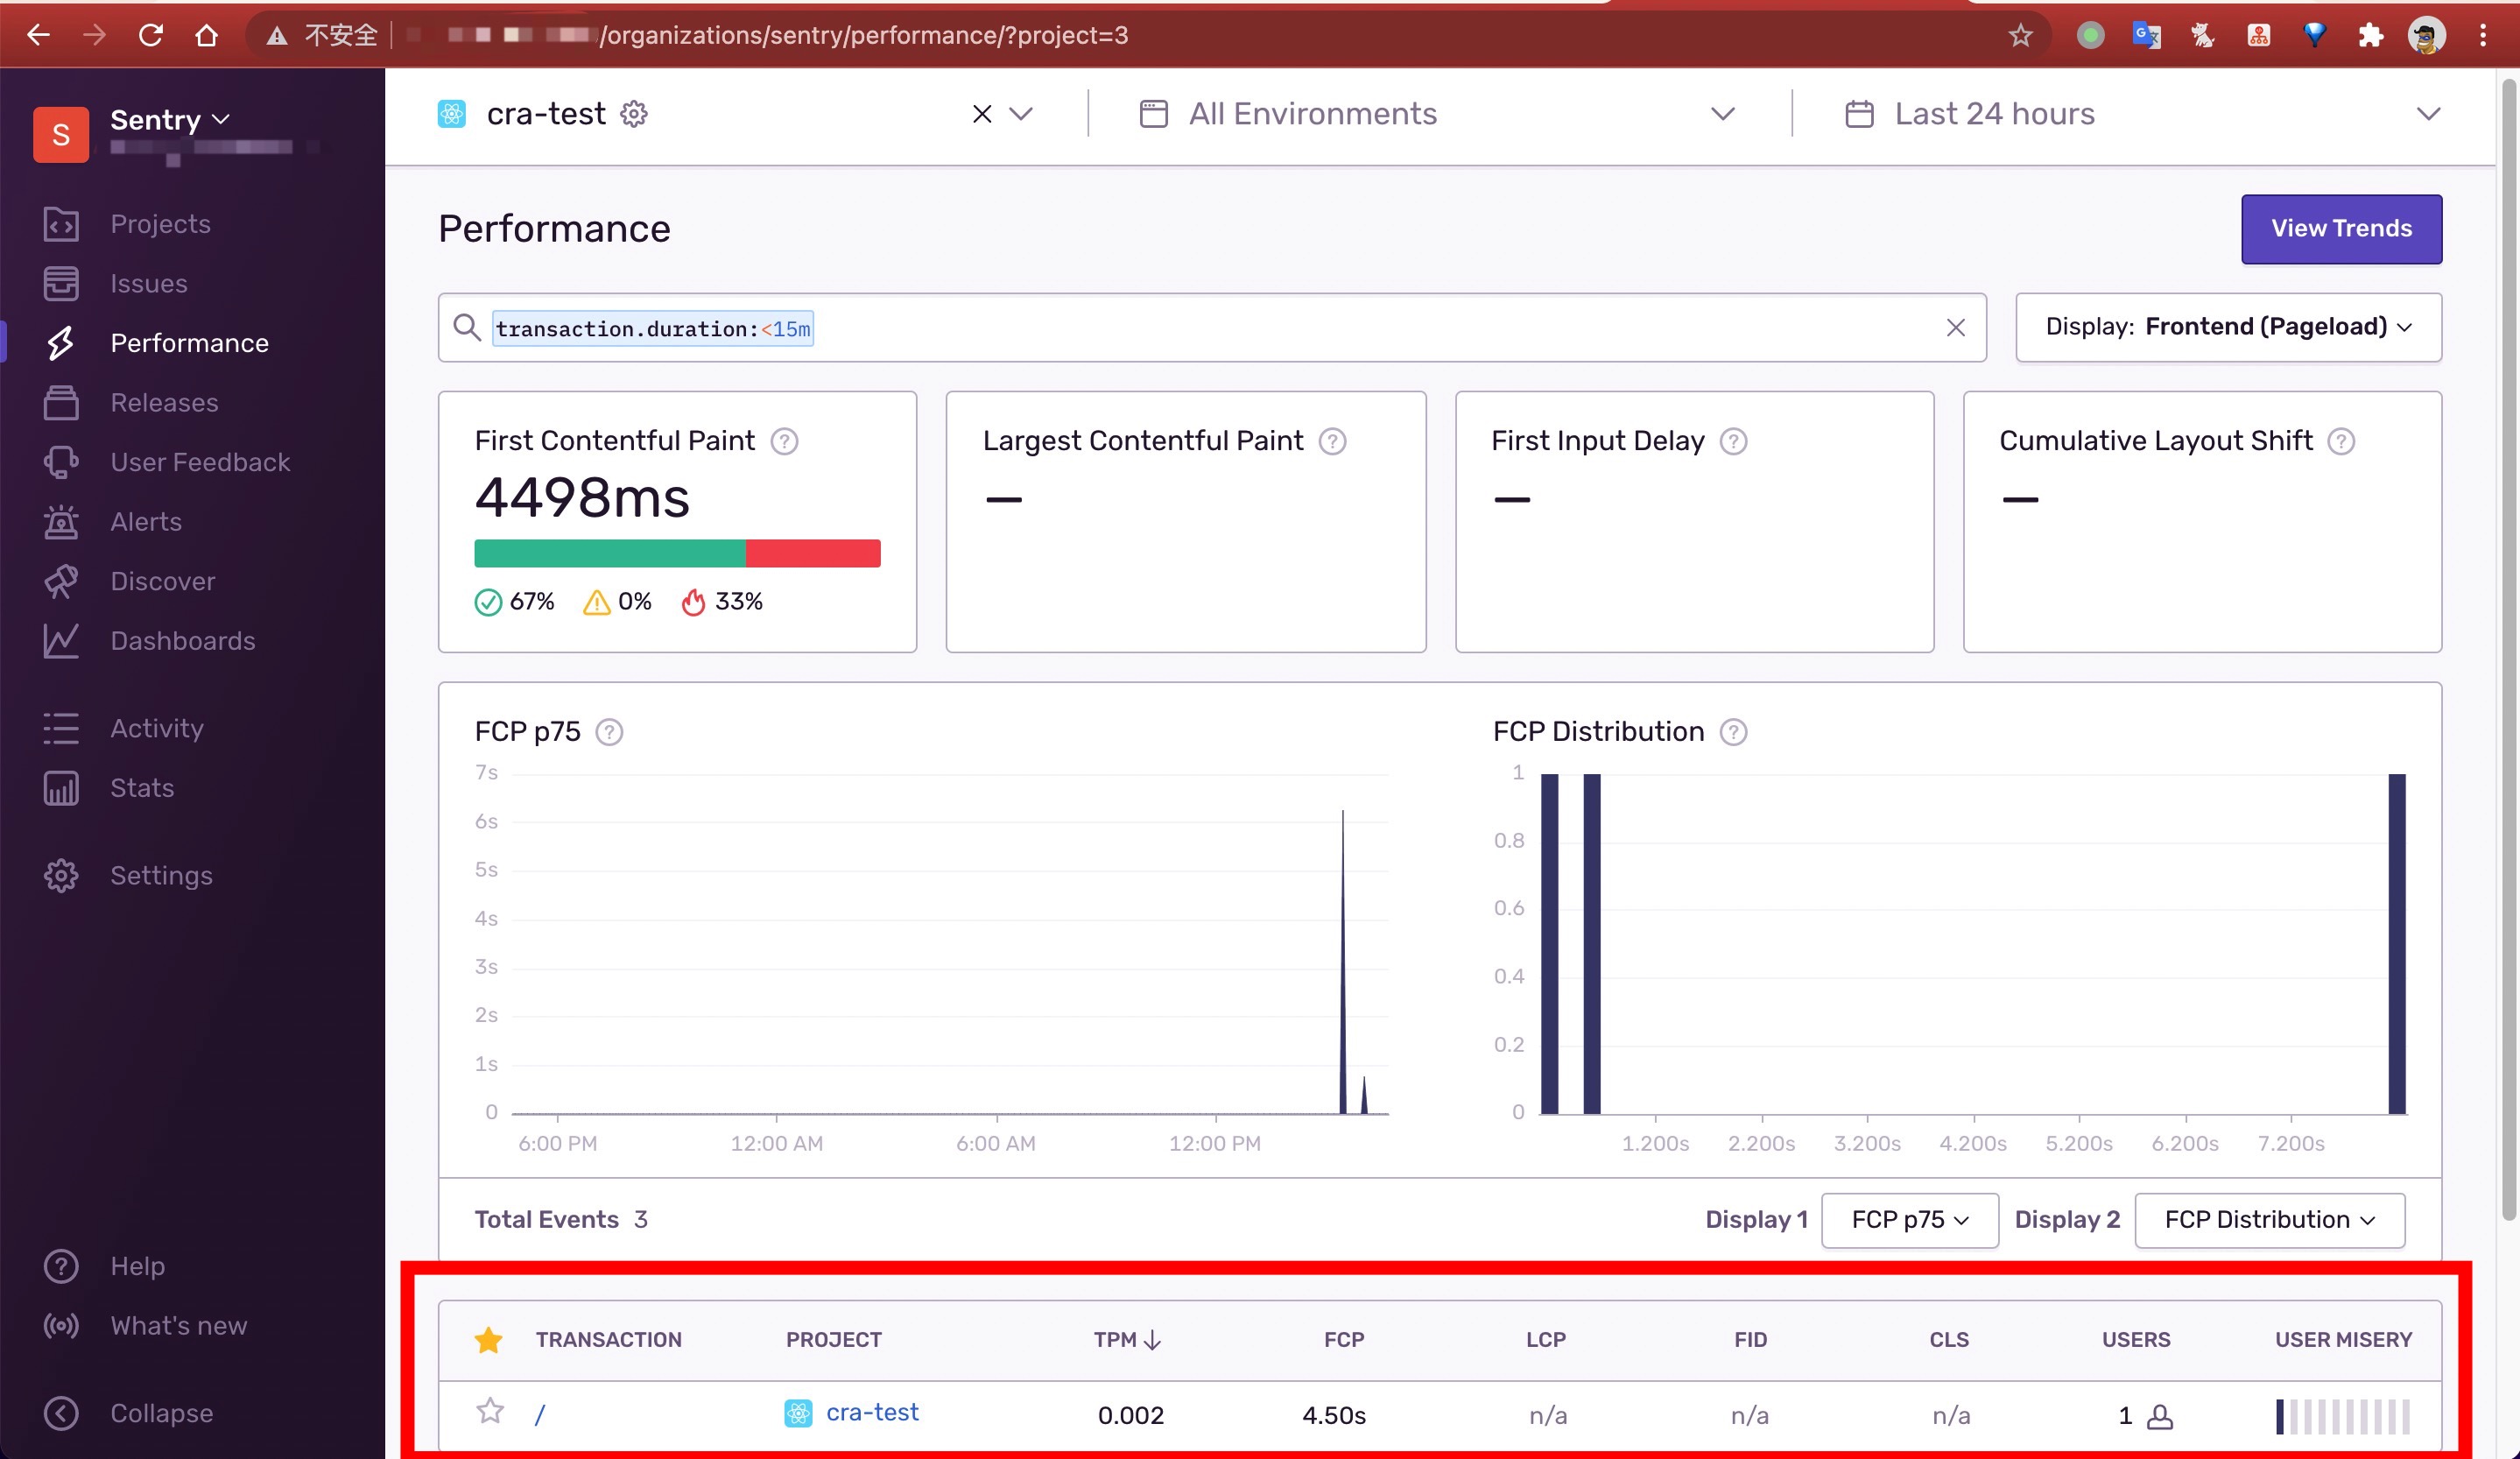 不安全 /organizations/sentry/performance/?project=3
S Sentry
cra-test All Environments Last 24 hours
Projects
Issues
Performance
Releases
User Feedback
Alerts
Discover
Dashboards
Activity
Stats
Settings
Help
What's new
Collapse
Performance View Trends
transaction.duration:<15m Display: Frontend (Pageload)
First Contentful Paint ? Largest Contentful Paint ? First Input Delay ? Cumulative Layout Shift ?
4498ms — — —
67% 0% 33%
FCP p75 ?
7s
6s
5s
4s
3s
2s
1s
0
6:00 PM 12:00 AM 6:00 AM 12:00 PM
FCP Distribution ?
1
0.8
0.6
0.4
0.2
0
1.200s 2.200s 3.200s 4.200s 5.200s 6.200s 7.200s
Total Events 3 Display 1 FCP p75 Display 2 FCP Distribution
TRANSACTION PROJECT TPM FCP LCP FID CLS USERS USER MISERY
/ cra-test 0.002 4.50s n/a n/a n/a 1